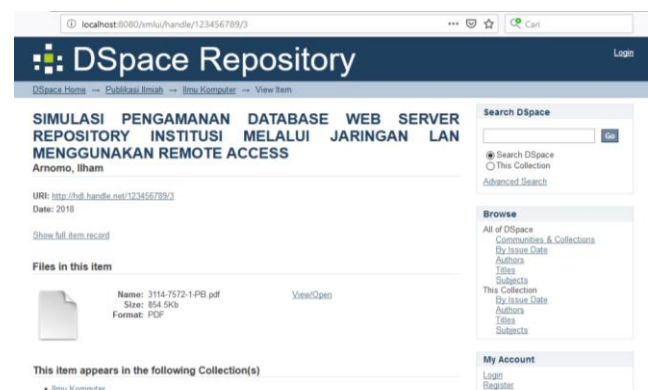 localhost:8080/xmlui/handle/123456789/3
Cari
DSpace Repository
Login
DSpace Home → Publikasi Ilmiah → Ilmu Komputer → View Item
SIMULASI PENGAMANAN DATABASE WEB SERVER
REPOSITORY INSTITUSI MELALUI JARINGAN LAN
MENGGUNAKAN REMOTE ACCESS
Arnomo, Ilham
URI: http://hdl.handle.net/123456789/3
Date: 2018
Show full item record
Files in this item
Name: 3114-7572-1-PB.pdf
Size: 854.5Kb
Format: PDF
View/Open
This item appears in the following Collection(s)
Ilmu Komputer
Search DSpace
Go
Search DSpace
This Collection
Advanced Search
Browse
All of DSpace
Communities & Collections
By Issue Date
Authors
Titles
Subjects
This Collection
By Issue Date
Authors
Titles
Subjects
My Account
Login
Register